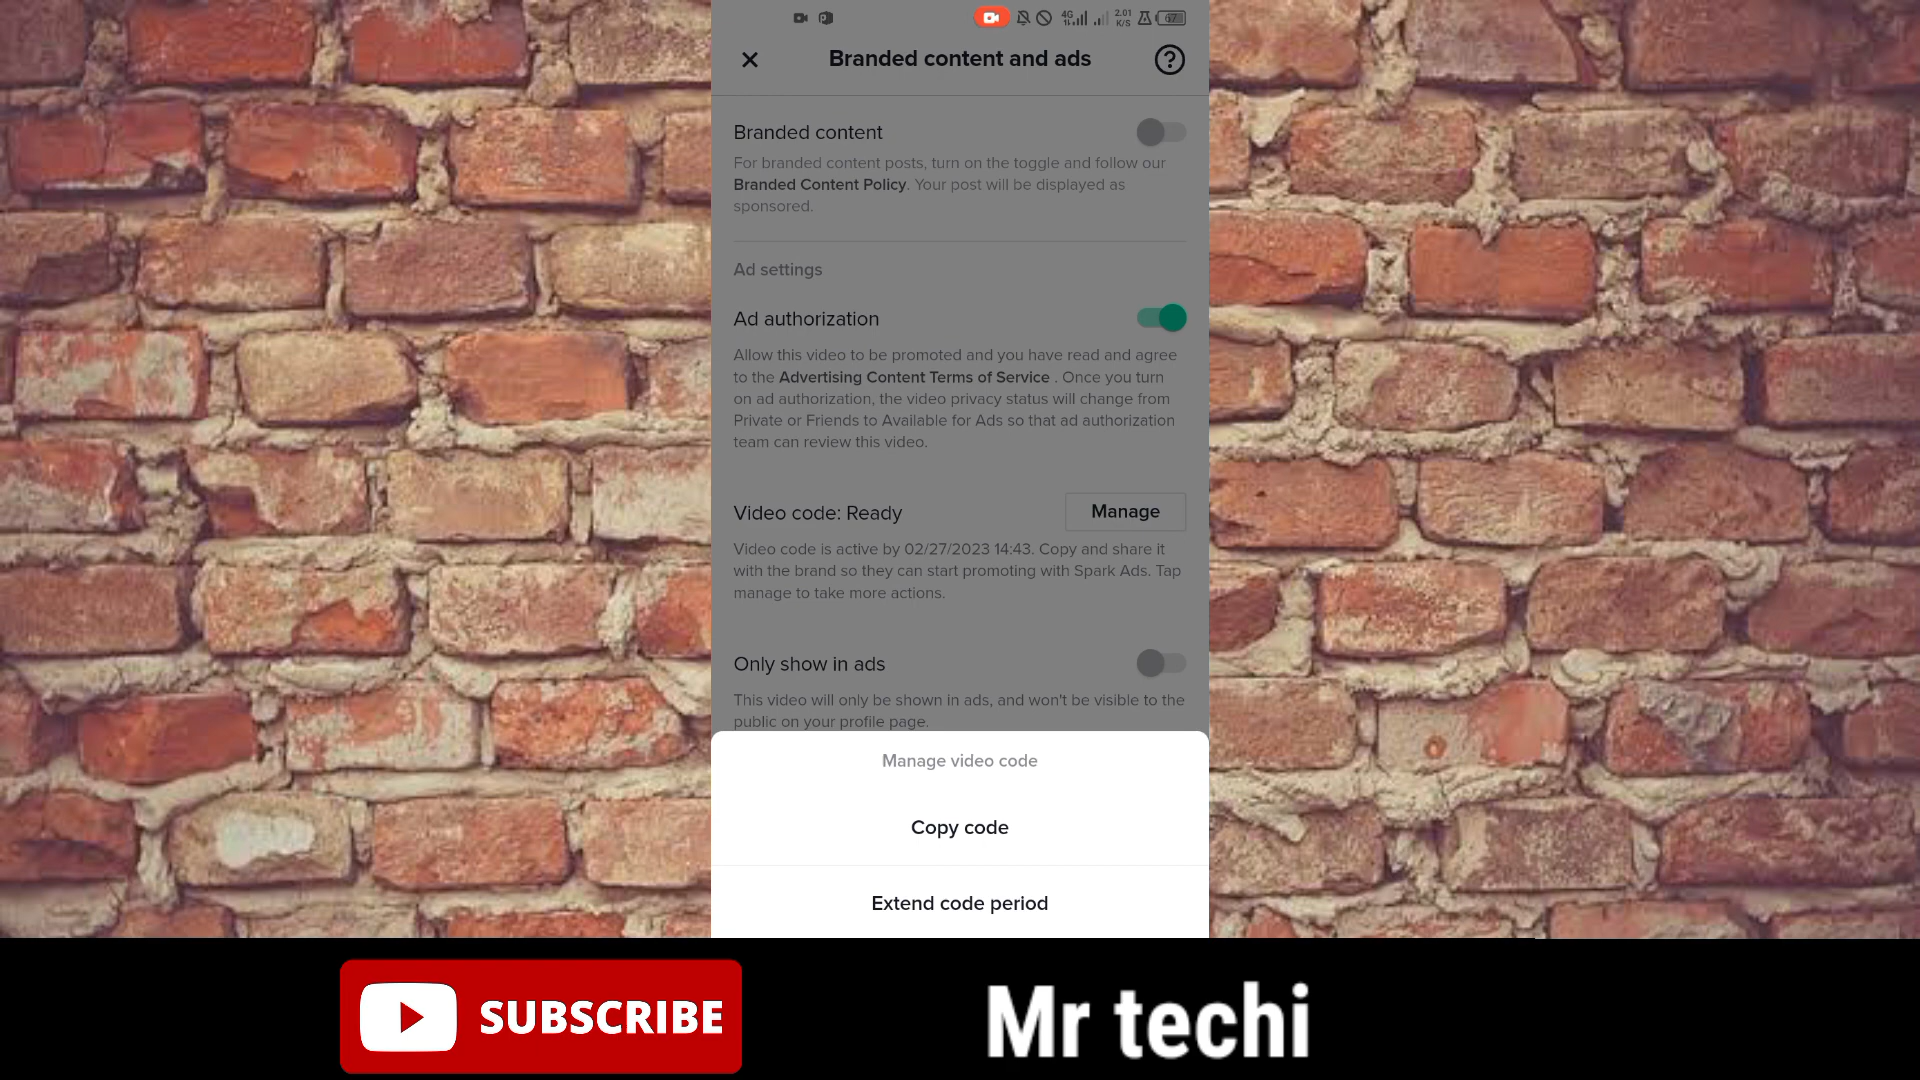 4G 2.01 K/S 67
Branded content and ads
Branded content
For branded content posts, turn on the toggle and follow our
Branded Content Policy. Your post will be displayed as
sponsored.
Ad settings
Ad authorization
Allow this video to be promoted and you have read and agree
to the Advertising Content Terms of Service . Once you turn
on ad authorization, the video privacy status will change from
Private or Friends to Available for Ads so that ad authorization
team can review this video.
Video code: Ready
Manage
Video code is active by 02/27/2023 14:43. Copy and share it
with the brand so they can start promoting with Spark Ads. Tap
manage to take more actions.
Only show in ads
This video will only be shown in ads, and won't be visible to the
public on your profile page.
Manage video code
Copy code
Extend code period
SUBSCRIBE
Mr techi